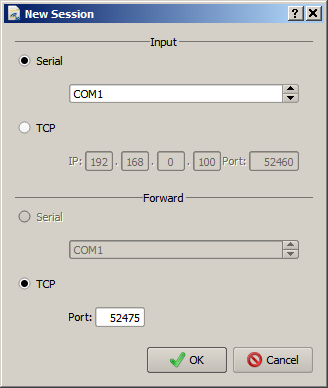 New Session
Input
Serial
COM1
TCP
IP: 192 . 168 . 0 . 100 Port: 52460
Forward
Serial
COM1
TCP
Port: 52475
OK Cancel